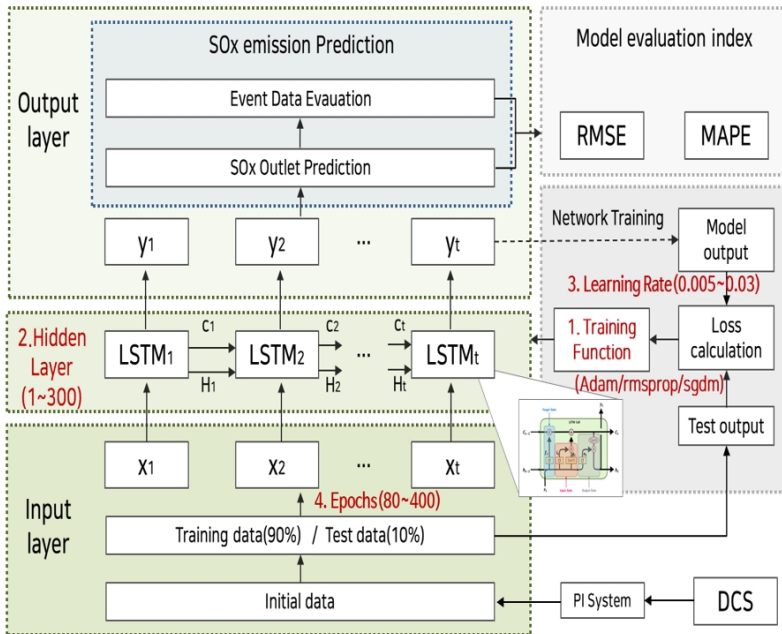 SOx emission Prediction
Event Data Evauation
SOx Outlet Prediction
Output
layer
Model evaluation index
RMSE
MAPE
y1
y2
...
yt
Network Training
Model
output
3. Learning Rate(0.005~0.03)
2.Hidden
Layer
(1~300)
LSTM1
C1
H1
LSTM2
C2
H2
...
Ct
Ht
LSTMt
1. Training
Function
Loss
calculation
(Adam/rmsprop/sgdm)
Test output
x1
x2
...
xt
4. Epochs(80~400)
Input
layer
Training data(90%) / Test data(10%)
Initial data
PI System
DCS